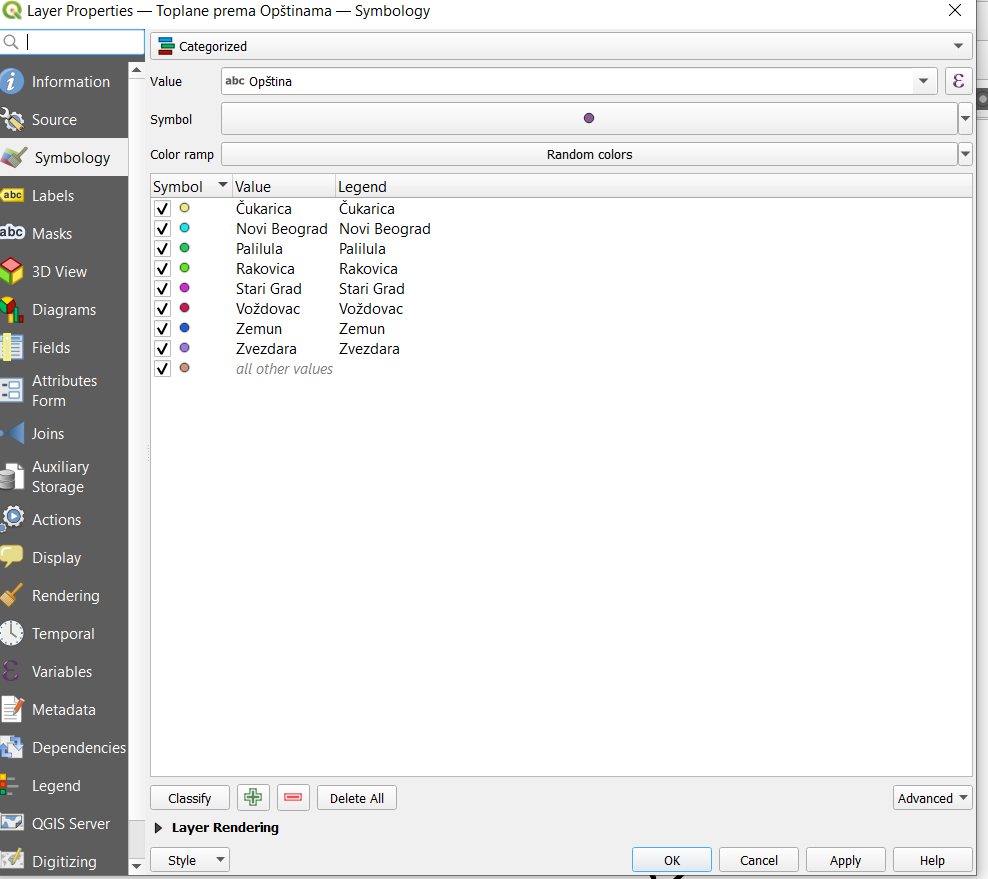 Layer Properties — Toplane prema Opštinama — Symbology
Information
Source
Symbology
abc Labels
abc Masks
3D View
Diagrams
Fields
Attributes
Form
Joins
Auxiliary
Storage
Actions
Display
Rendering
Temporal
Variables
Metadata
Dependencies
Legend
QGIS Server
Digitizing
Categorized
Value abc Opština ε
Symbol
Color ramp Random colors
Symbol Value Legend
Čukarica Čukarica
Novi Beograd Novi Beograd
Palilula Palilula
Rakovica Rakovica
Stari Grad Stari Grad
Voždovac Voždovac
Zemun Zemun
Zvezdara Zvezdara
all other values
Classify Delete All Advanced
Layer Rendering
Style OK Cancel Apply Help